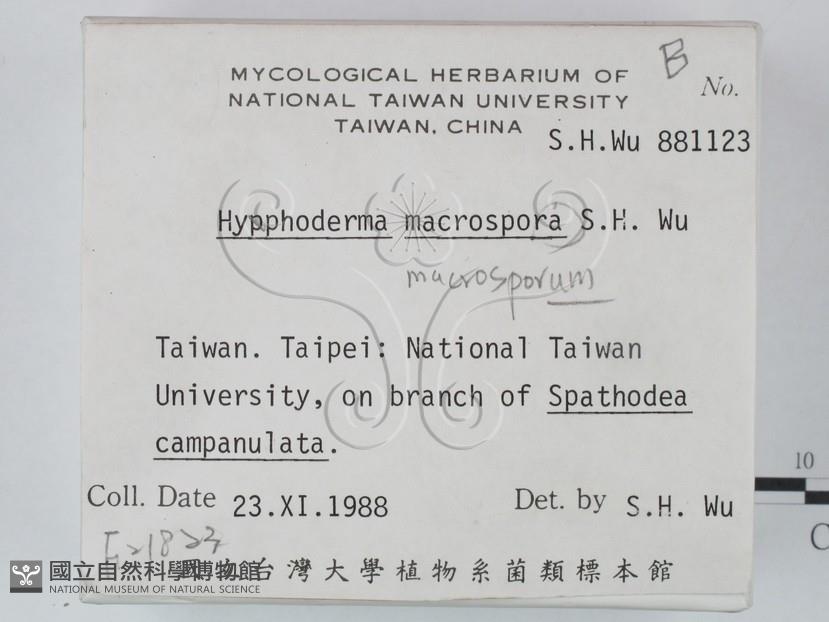 B
MYCOLOGICAL HERBARIUM OF
No.
NATIONAL TAIWAN UNIVERSITY
TAIWAN, CHINA
S.H.Wu 881123
Hypphoderma macrospora S.H. Wu
macrosporum
Taiwan. Taipei: National Taiwan
University, on branch of Spathodea
campanulata.
Coll. Date 23.XI.1988
Det. by S.H. Wu
10
台灣大學植物系菌類標本館
國立自然科學博物館
NATIONAL MUSEUM OF NATURAL SCIENCE